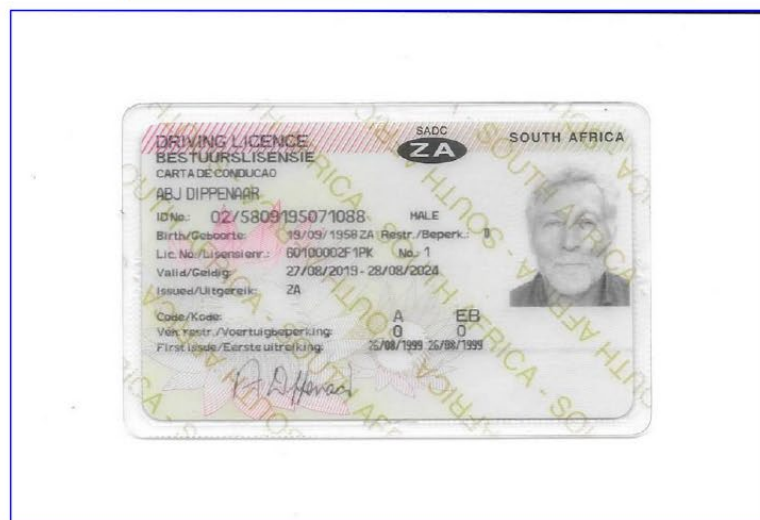 SADC
ZA
SOUTH AFRICA
DRIVING LICENCE
BESTUURSLISENSIE
CARTA DE CONDUCAO
ABJ DIPPENAAR
ID No.: 02/5809195071088 MALE
Birth/Geboorte: 19/09/1958 ZA Restr./Beperk.: 0
Lic. No./Lisensienr.: 60100002F1PK No.: 1
Valid/Geldig: 27/08/2019 - 28/08/2024
Issued/Uitgereik: ZA
Code/Kode: A EB
Veh. restr./Voertuigbeperking: 0 0
First issue/Eerste uitreiking: 26/08/1999 26/08/1999